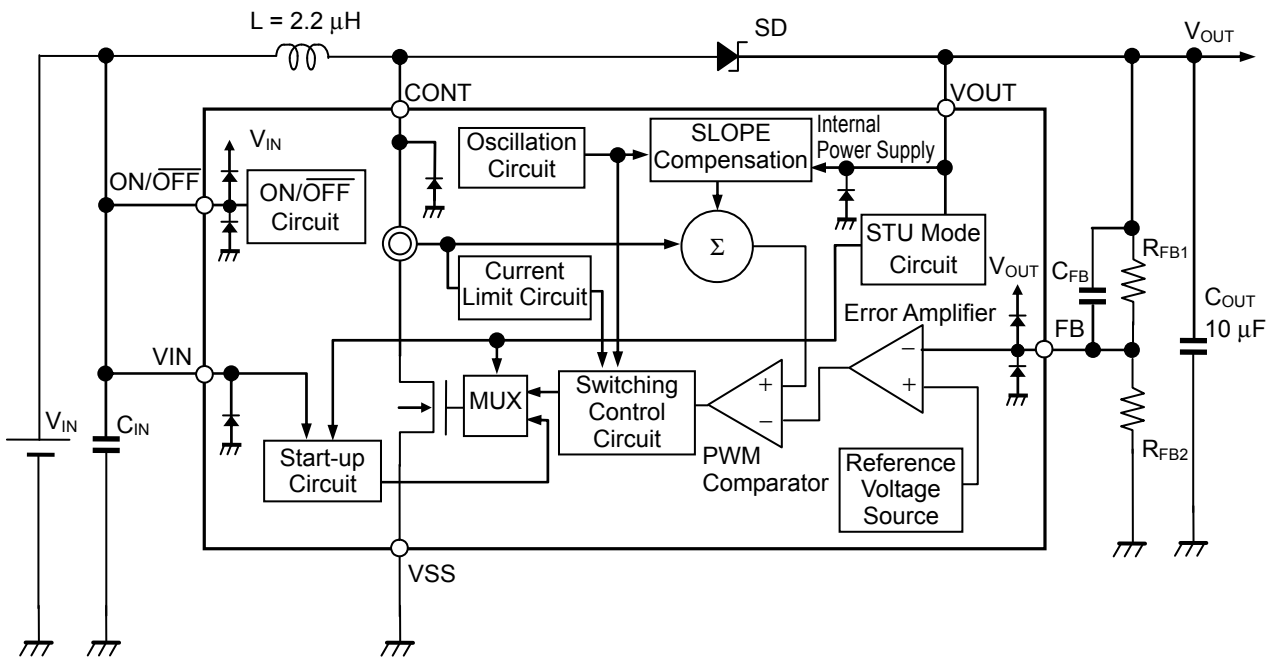 L = 2.2 μH
SD
VOUT
CONT
VOUT
VIN
Oscillation
Circuit
SLOPE
Compensation
Internal
Power Supply
ON/OFF
ON/OFF
Circuit
Σ
STU Mode
Circuit
Current
Limit Circuit
VOUT
CFB
RFB1
Error Amplifier
FB
COUT
10 μF
VIN
MUX
Switching
Control
Circuit
+
−
−
+
VIN
CIN
Start-up
Circuit
PWM
Comparator
Reference
Voltage
Source
RFB2
VSS